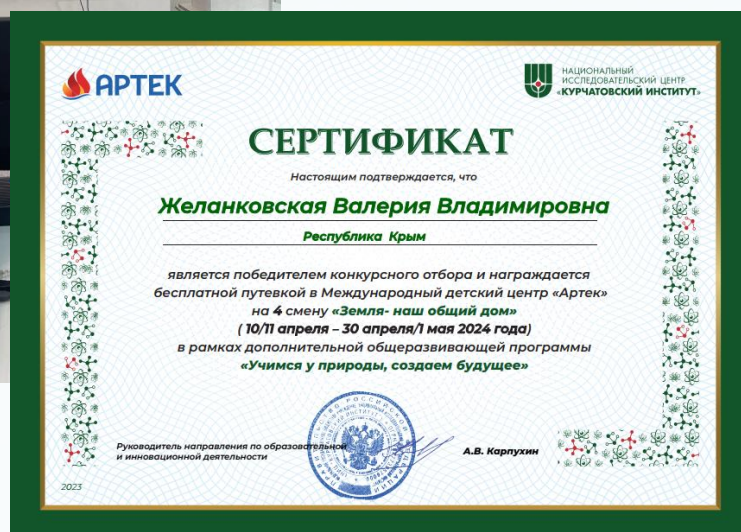 АРТЕК
НАЦИОНАЛЬНЫЙ
ИССЛЕДОВАТЕЛЬСКИЙ ЦЕНТР
«КУРЧАТОВСКИЙ ИНСТИТУТ»
СЕРТИФИКАТ
Настоящим подтверждается, что
Желанковская Валерия Владимировна
Республика Крым
является победителем конкурсного отбора и награждается
бесплатной путевкой в Международный детский центр «Артек»
на 4 смену «Земля- наш общий дом»
( 10/11 апреля – 30 апреля/1 мая 2024 года)
в рамках дополнительной общеразвивающей программы
«Учимся у природы, создаем будущее»
Руководитель направления по образовательной
и инновационной деятельности
А.В. Карпухин
2023